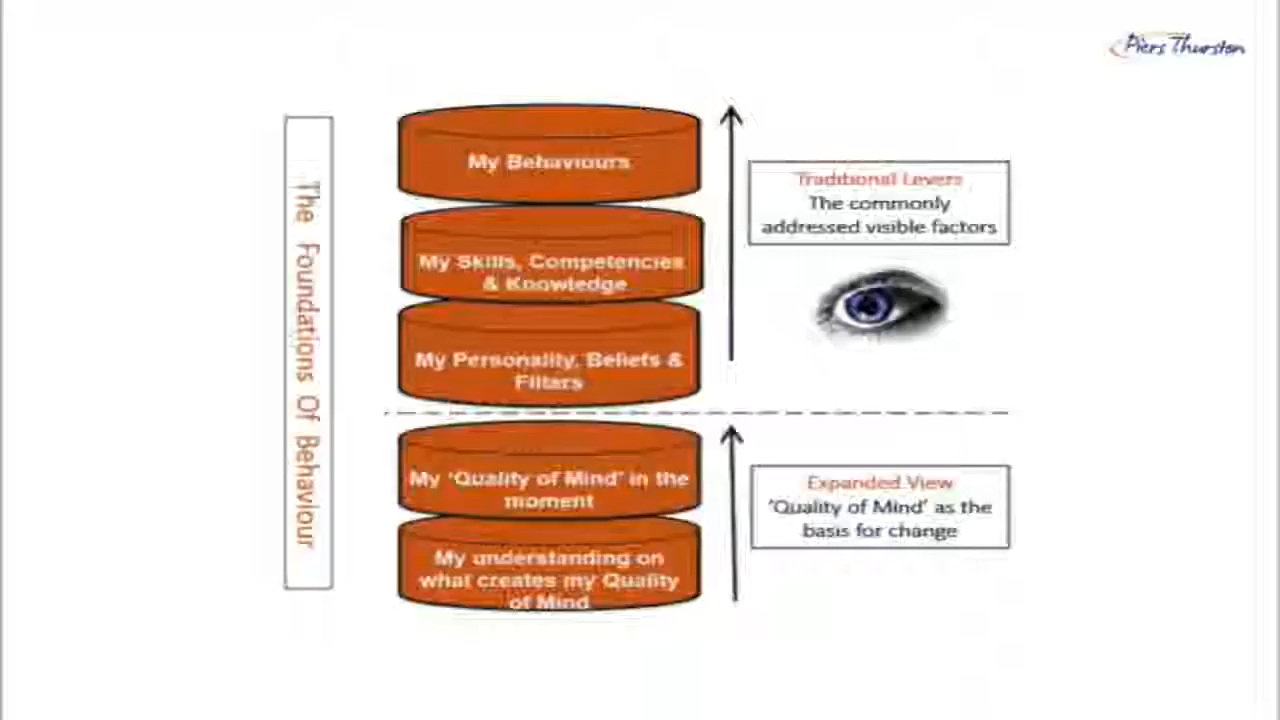 Piers Thurston
The Foundations Of Behaviour
My Behaviours
My Skills, Competencies
& Knowledge
My Personality, Beliefs &
Filters
My ‘Quality of Mind’ in the
moment
My understanding on
what creates my Quality
of Mind
Traditional Levers
The commonly
addressed visible factors
Expanded View
‘Quality of Mind’ as the
basis for change